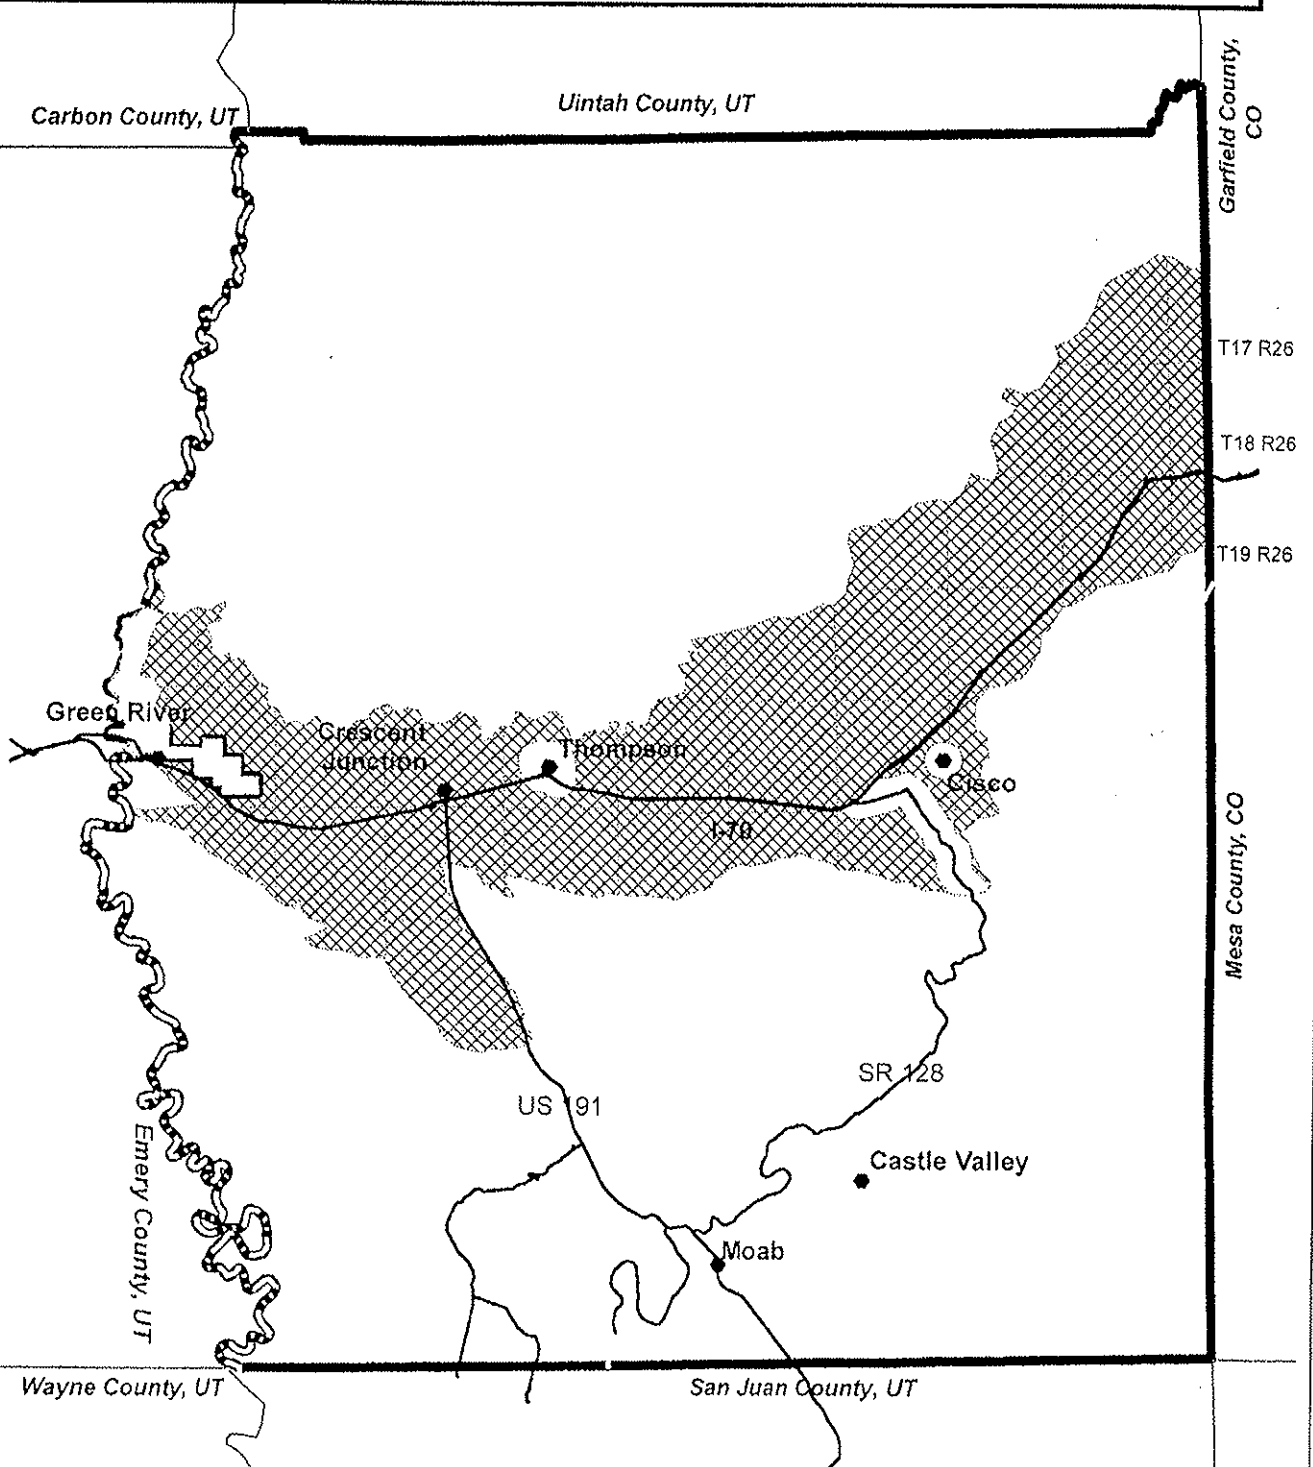 Carbon County, UT
Uintah County, UT
Garfield County,
CO
T17 R26
T18 R26
T19 R26
Green River
Crescent
Junction
Thompson
Cisco
I-70
Mesa County, CO
SR 128
US 191
Emery County, UT
Castle Valley
Moab
Wayne County, UT
San Juan County, UT